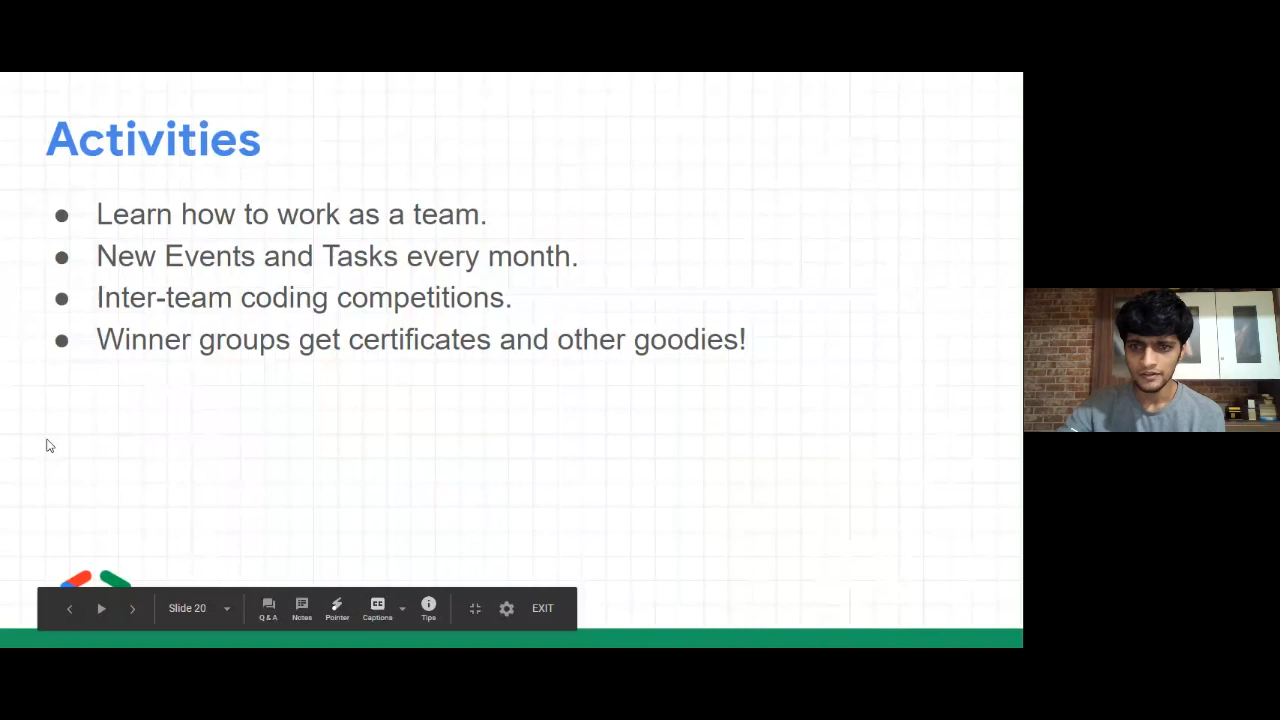 Activities
● Learn how to work as a team.
● New Events and Tasks every month.
● Inter-team coding competitions.
● Winner groups get certificates and other goodies!
Slide 20
Q & A Notes Pointer Captions Tips
EXIT